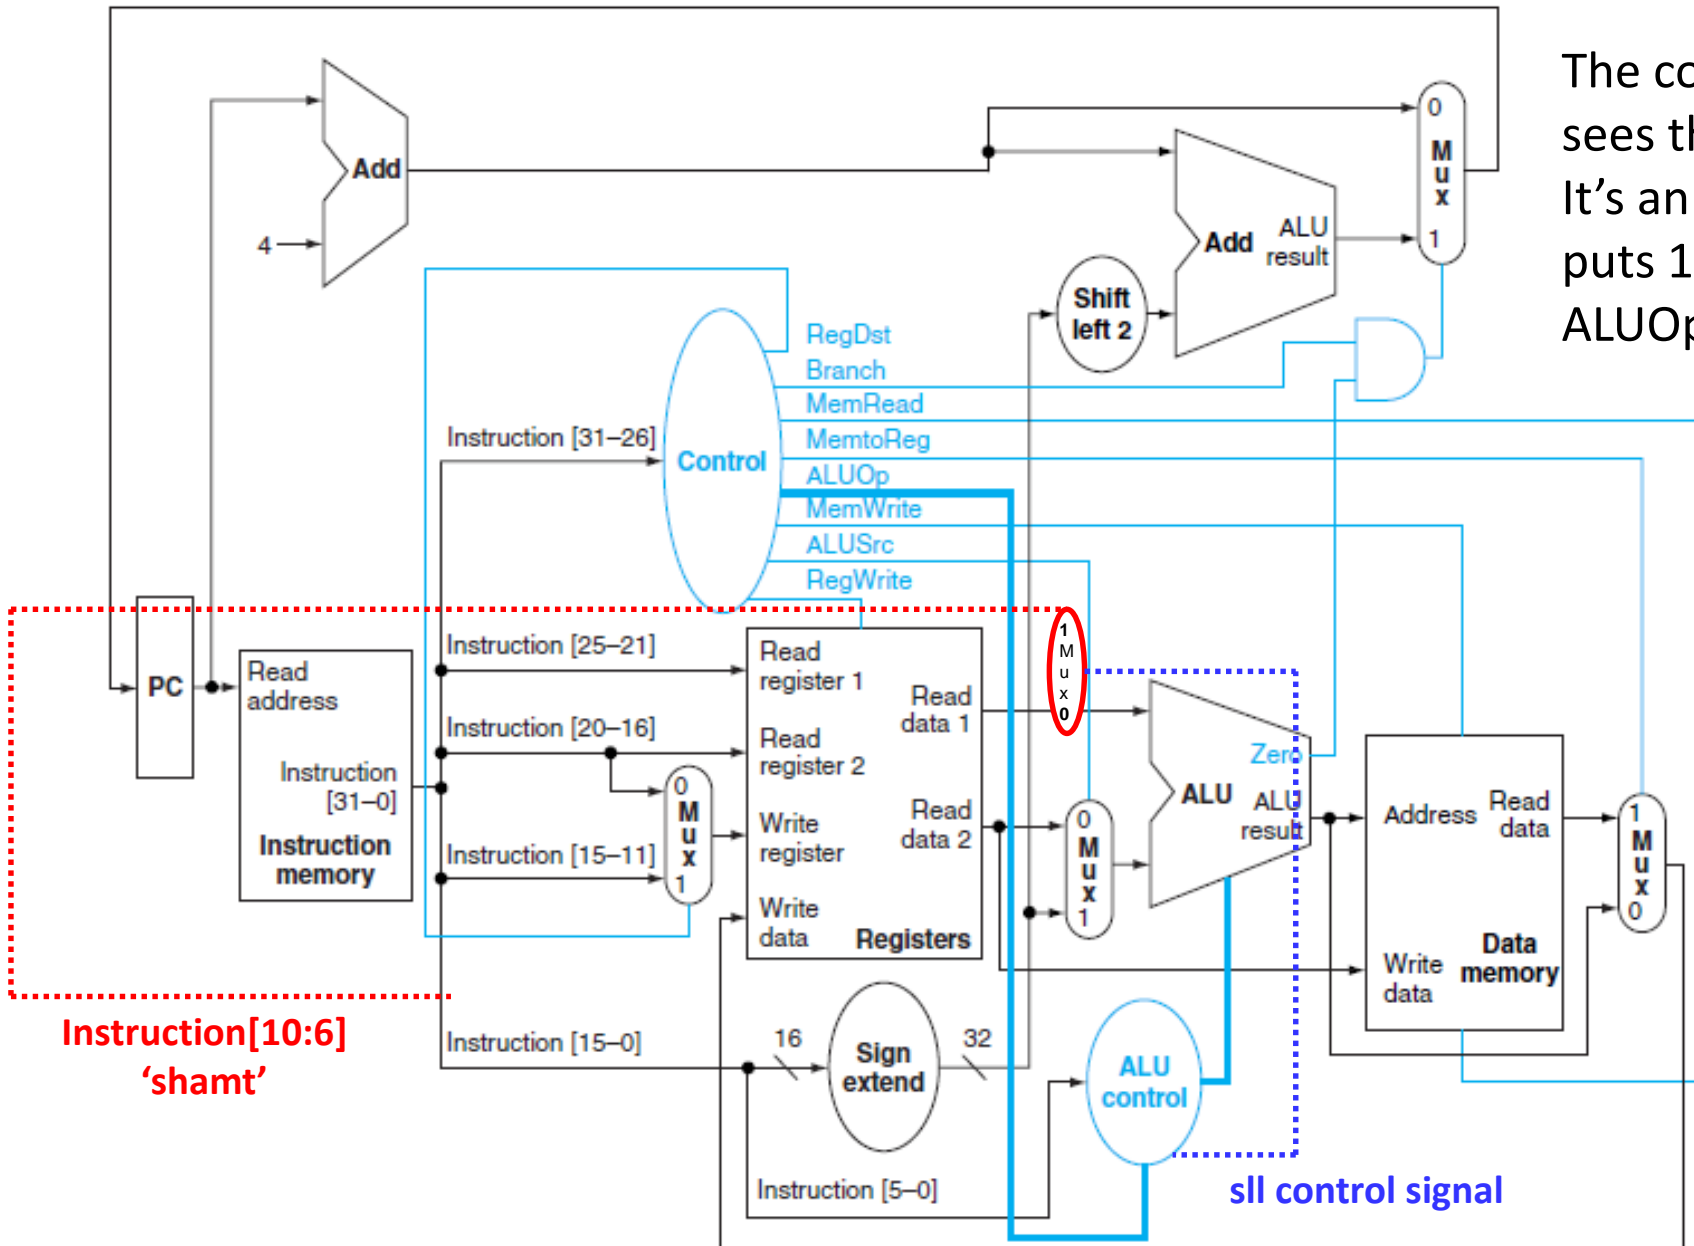 The
sees
It's an
puts 1
0
M
u
x
1
Add
4
Add
ALU
result
Shift
left 2
RegDst
Branch
MemRead
MemtoReg
ALUOp
MemWrite
ALUSrc
RegWrite
Control
Instruction [31–26]
Instruction [25–21]
Instruction [20–16]
Instruction [15–11]
PC
Read
address
Instruction
[31–0]
Instruction
memory
0
M
u
x
1
Read
register 1
Read
register 2
Write
register
Write
data
Read
data 1
Read
data 2
Registers
1
M
u
x
0
0
M
u
x
1
Zero
ALU
ALU
result
Address
Read
data
Write
data
Data
memory
1
M
u
x
0
Instruction[10:6]
‘shamt’
Instruction [15–0]
16
Sign
extend
32
ALU
control
Instruction [5–0]
sll control signal